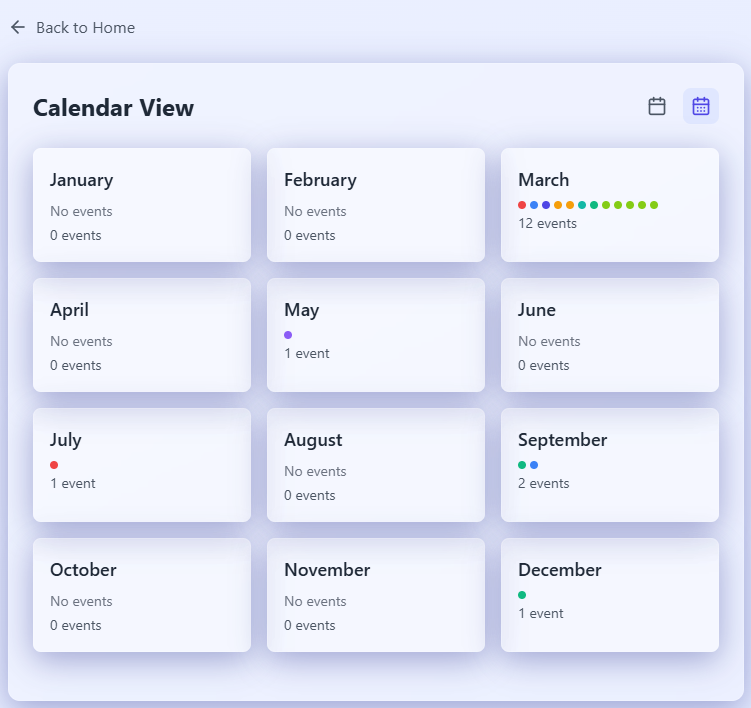 Back to Home
Calendar View
January
No events
0 events
February
No events
0 events
March
12 events
April
No events
0 events
May
1 event
June
No events
0 events
July
1 event
August
No events
0 events
September
2 events
October
No events
0 events
November
No events
0 events
December
1 event